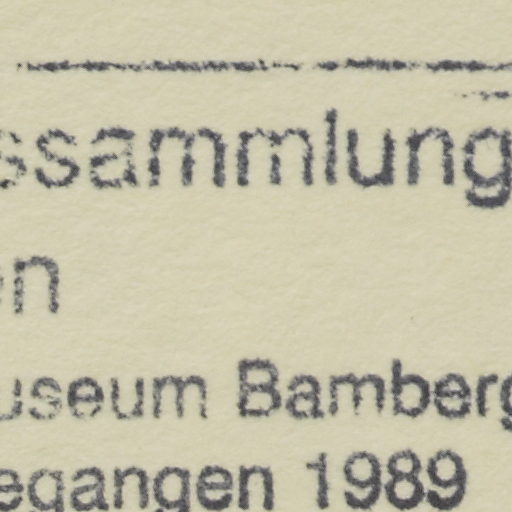 ssammlung
en
useum Bamberg
egangen 1989